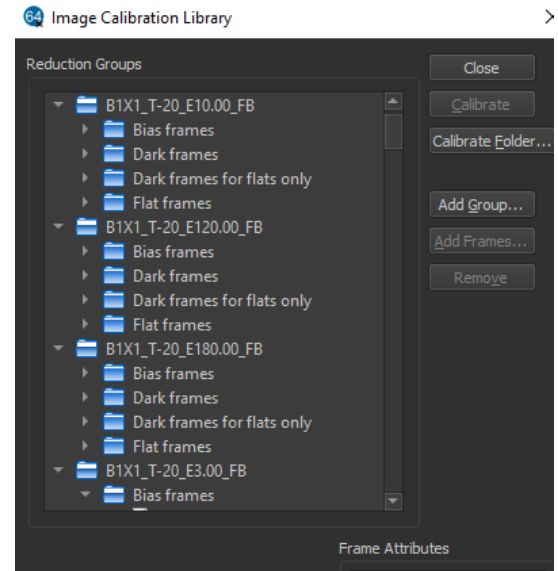 64 Image Calibration Library
Reduction Groups
Close
B1X1_T-20_E10.00_FB
Calibrate
Bias frames
Dark frames
Calibrate Folder...
Dark frames for flats only
Flat frames
Add Group...
B1X1_T-20_E120.00_FB
Add Frames...
Bias frames
Dark frames
Remove
Dark frames for flats only
Flat frames
B1X1_T-20_E180.00_FB
Bias frames
Dark frames
Dark frames for flats only
Flat frames
B1X1_T-20_E3.00_FB
Bias frames
Frame Attributes